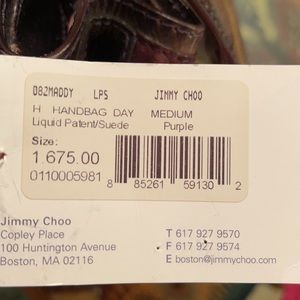 D82MADDY LPS JIMMY CHOO
H HANDBAG DAY MEDIUM
Liquid Patent/Suede Purple
Size:
1 675.00
0110005981
8 85261 59130 2
Jimmy Choo
Copley Place
100 Huntington Avenue
Boston, MA 02116
T 617 927 9570
F 617 927 9574
E boston@jimmychoo.com